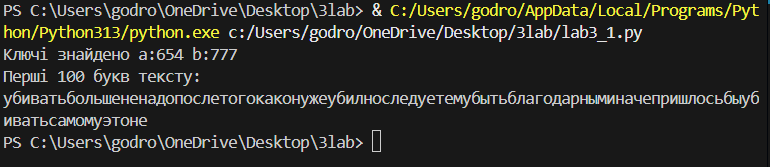 PS C:\Users\godro\OneDrive\Desktop\3lab> & C:/Users/godro/AppData/Local/Programs/Pyt
hon/Python313/python.exe c:/Users/godro/OneDrive/Desktop/3lab/lab3_1.py
Ключі знайдено a:654 b:777
Перші 100 букв тексту:
убиватьбольшененадопослетогокаконужеубилноследуетемубытьблагодарныминачепришлосьбыуб
иватьсамомуэтоне
PS C:\Users\godro\OneDrive\Desktop\3lab>